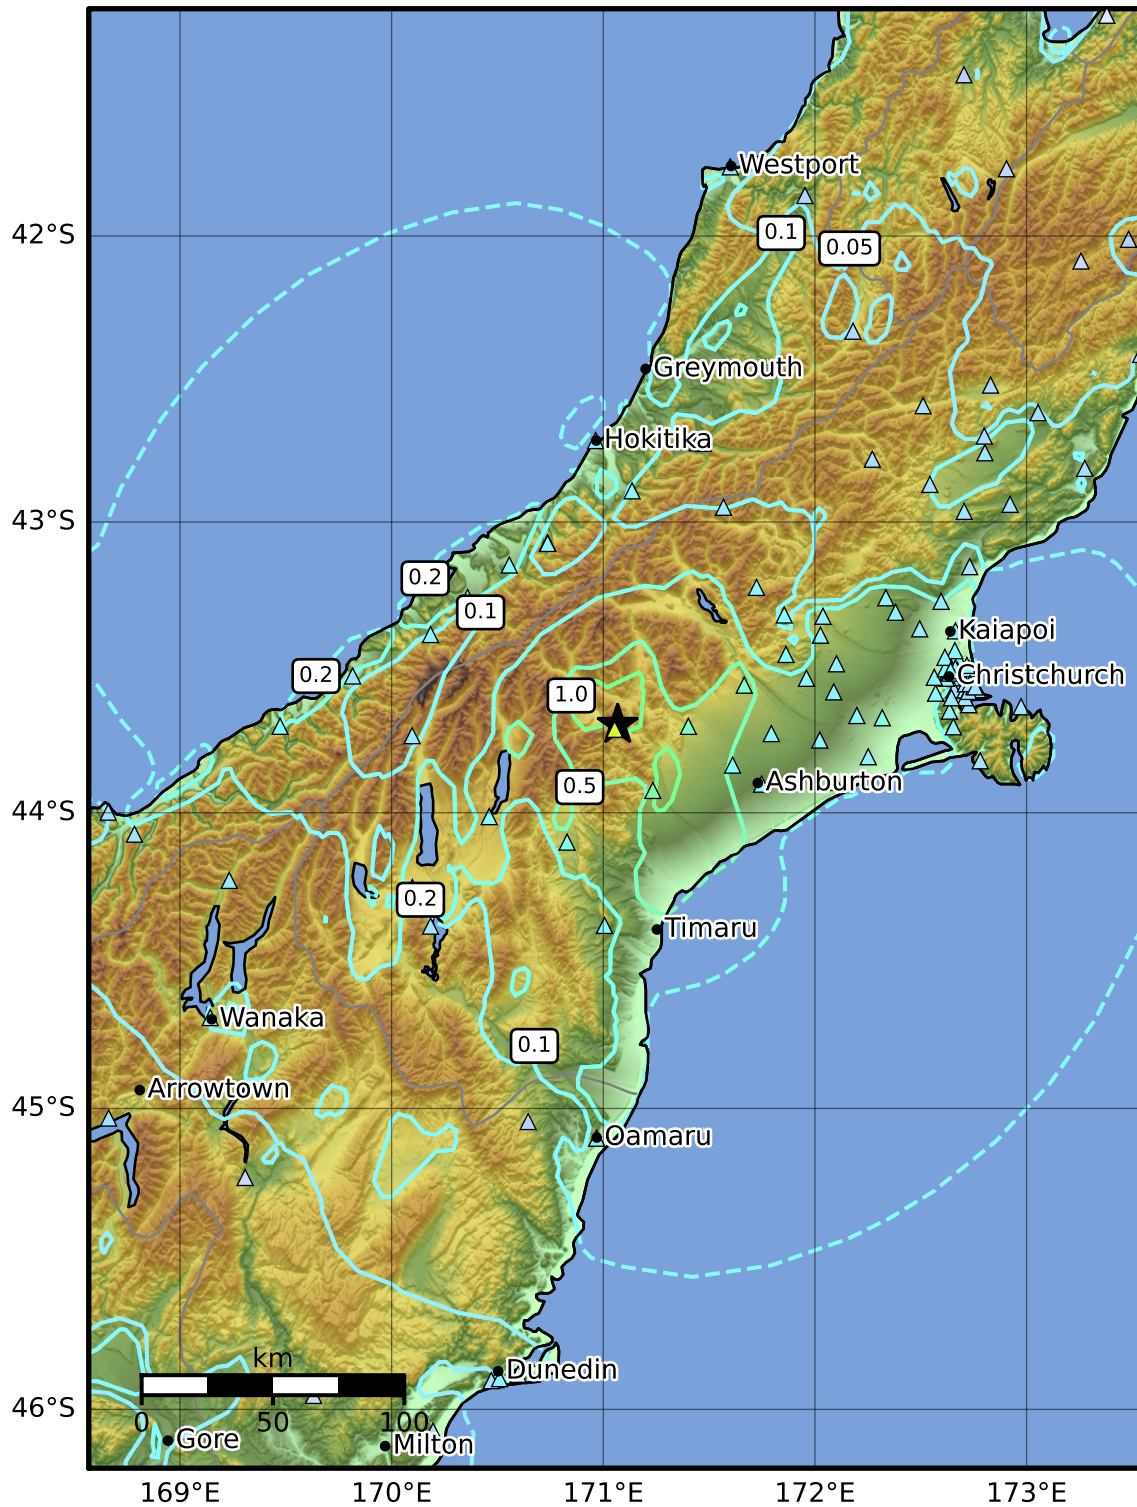 Westport
42°S
0.1
0.05
Greymouth
Hokitika
43°S
0.2
0.1
Kaiapoi
0.2
Christchurch
1.0
0.5
Ashburton
44°S
0.2
Timaru
Wanaka
0.1
Arrowtown
45°S
Oamaru
km
Dunedin
0 50 100
46°S
Gore
Milton
169°E 170°E 171°E 172°E 173°E